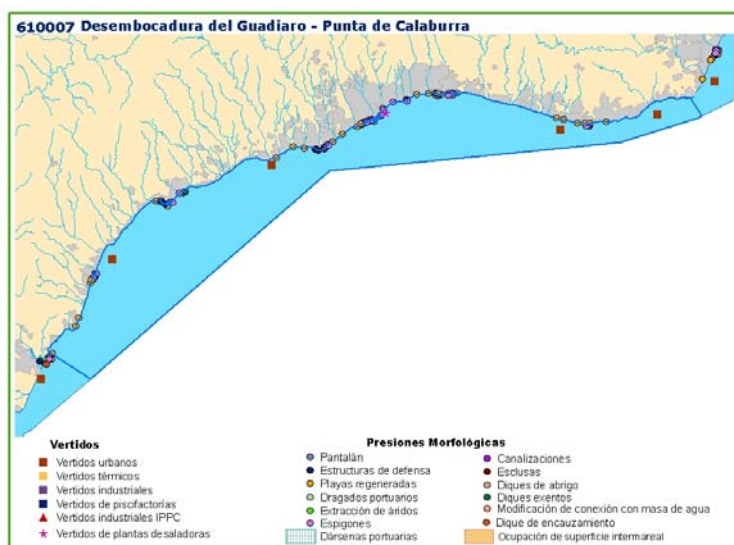 610007 Desembocadura del Guadiaro - Punta de Calaburra
Vertidos
Vertidos urbanos
Vertidos térmicos
Vertidos industriales
Vertidos de piscifactorías
Vertidos industriales IPPC
Vertidos de plantas desaladoras
Presiones Morfológicas
Pantalán
Estructuras de defensa
Playas regeneradas
Dragados portuarios
Extracción de áridos
Espigones
Dársenas portuarias
Canalizaciones
Esclusas
Diques de abrigo
Diques exentos
Modificación de conexión con masa de agua
Dique de encauzamiento
Ocupación de superficie intermareal